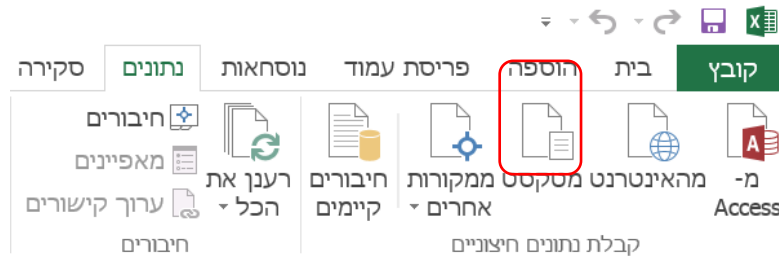 קובץ בית הוספה פריסת עמוד נוסחאות נתונים סקירה
מ-Access
מהאינטרנט
מטקסט
ממקורות אחרים
חיבורים קיימים
קבלת נתונים חיצוניים
רענן את הכל
חיבורים
מאפיינים
ערוך קישורים
חיבורים